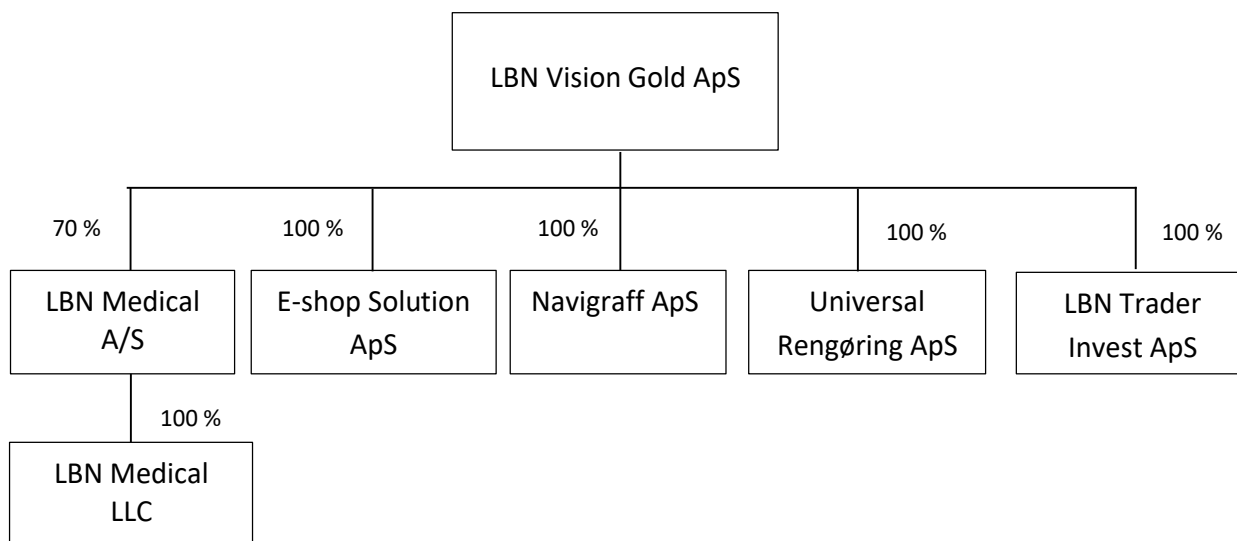 LBN Vision Gold ApS
70 %
100 %
100 %
100 %
100 %
LBN Medical
A/S
E-shop Solution
ApS
Navigraff ApS
Universal
Rengøring ApS
LBN Trader
Invest ApS
100 %
LBN Medical
LLC